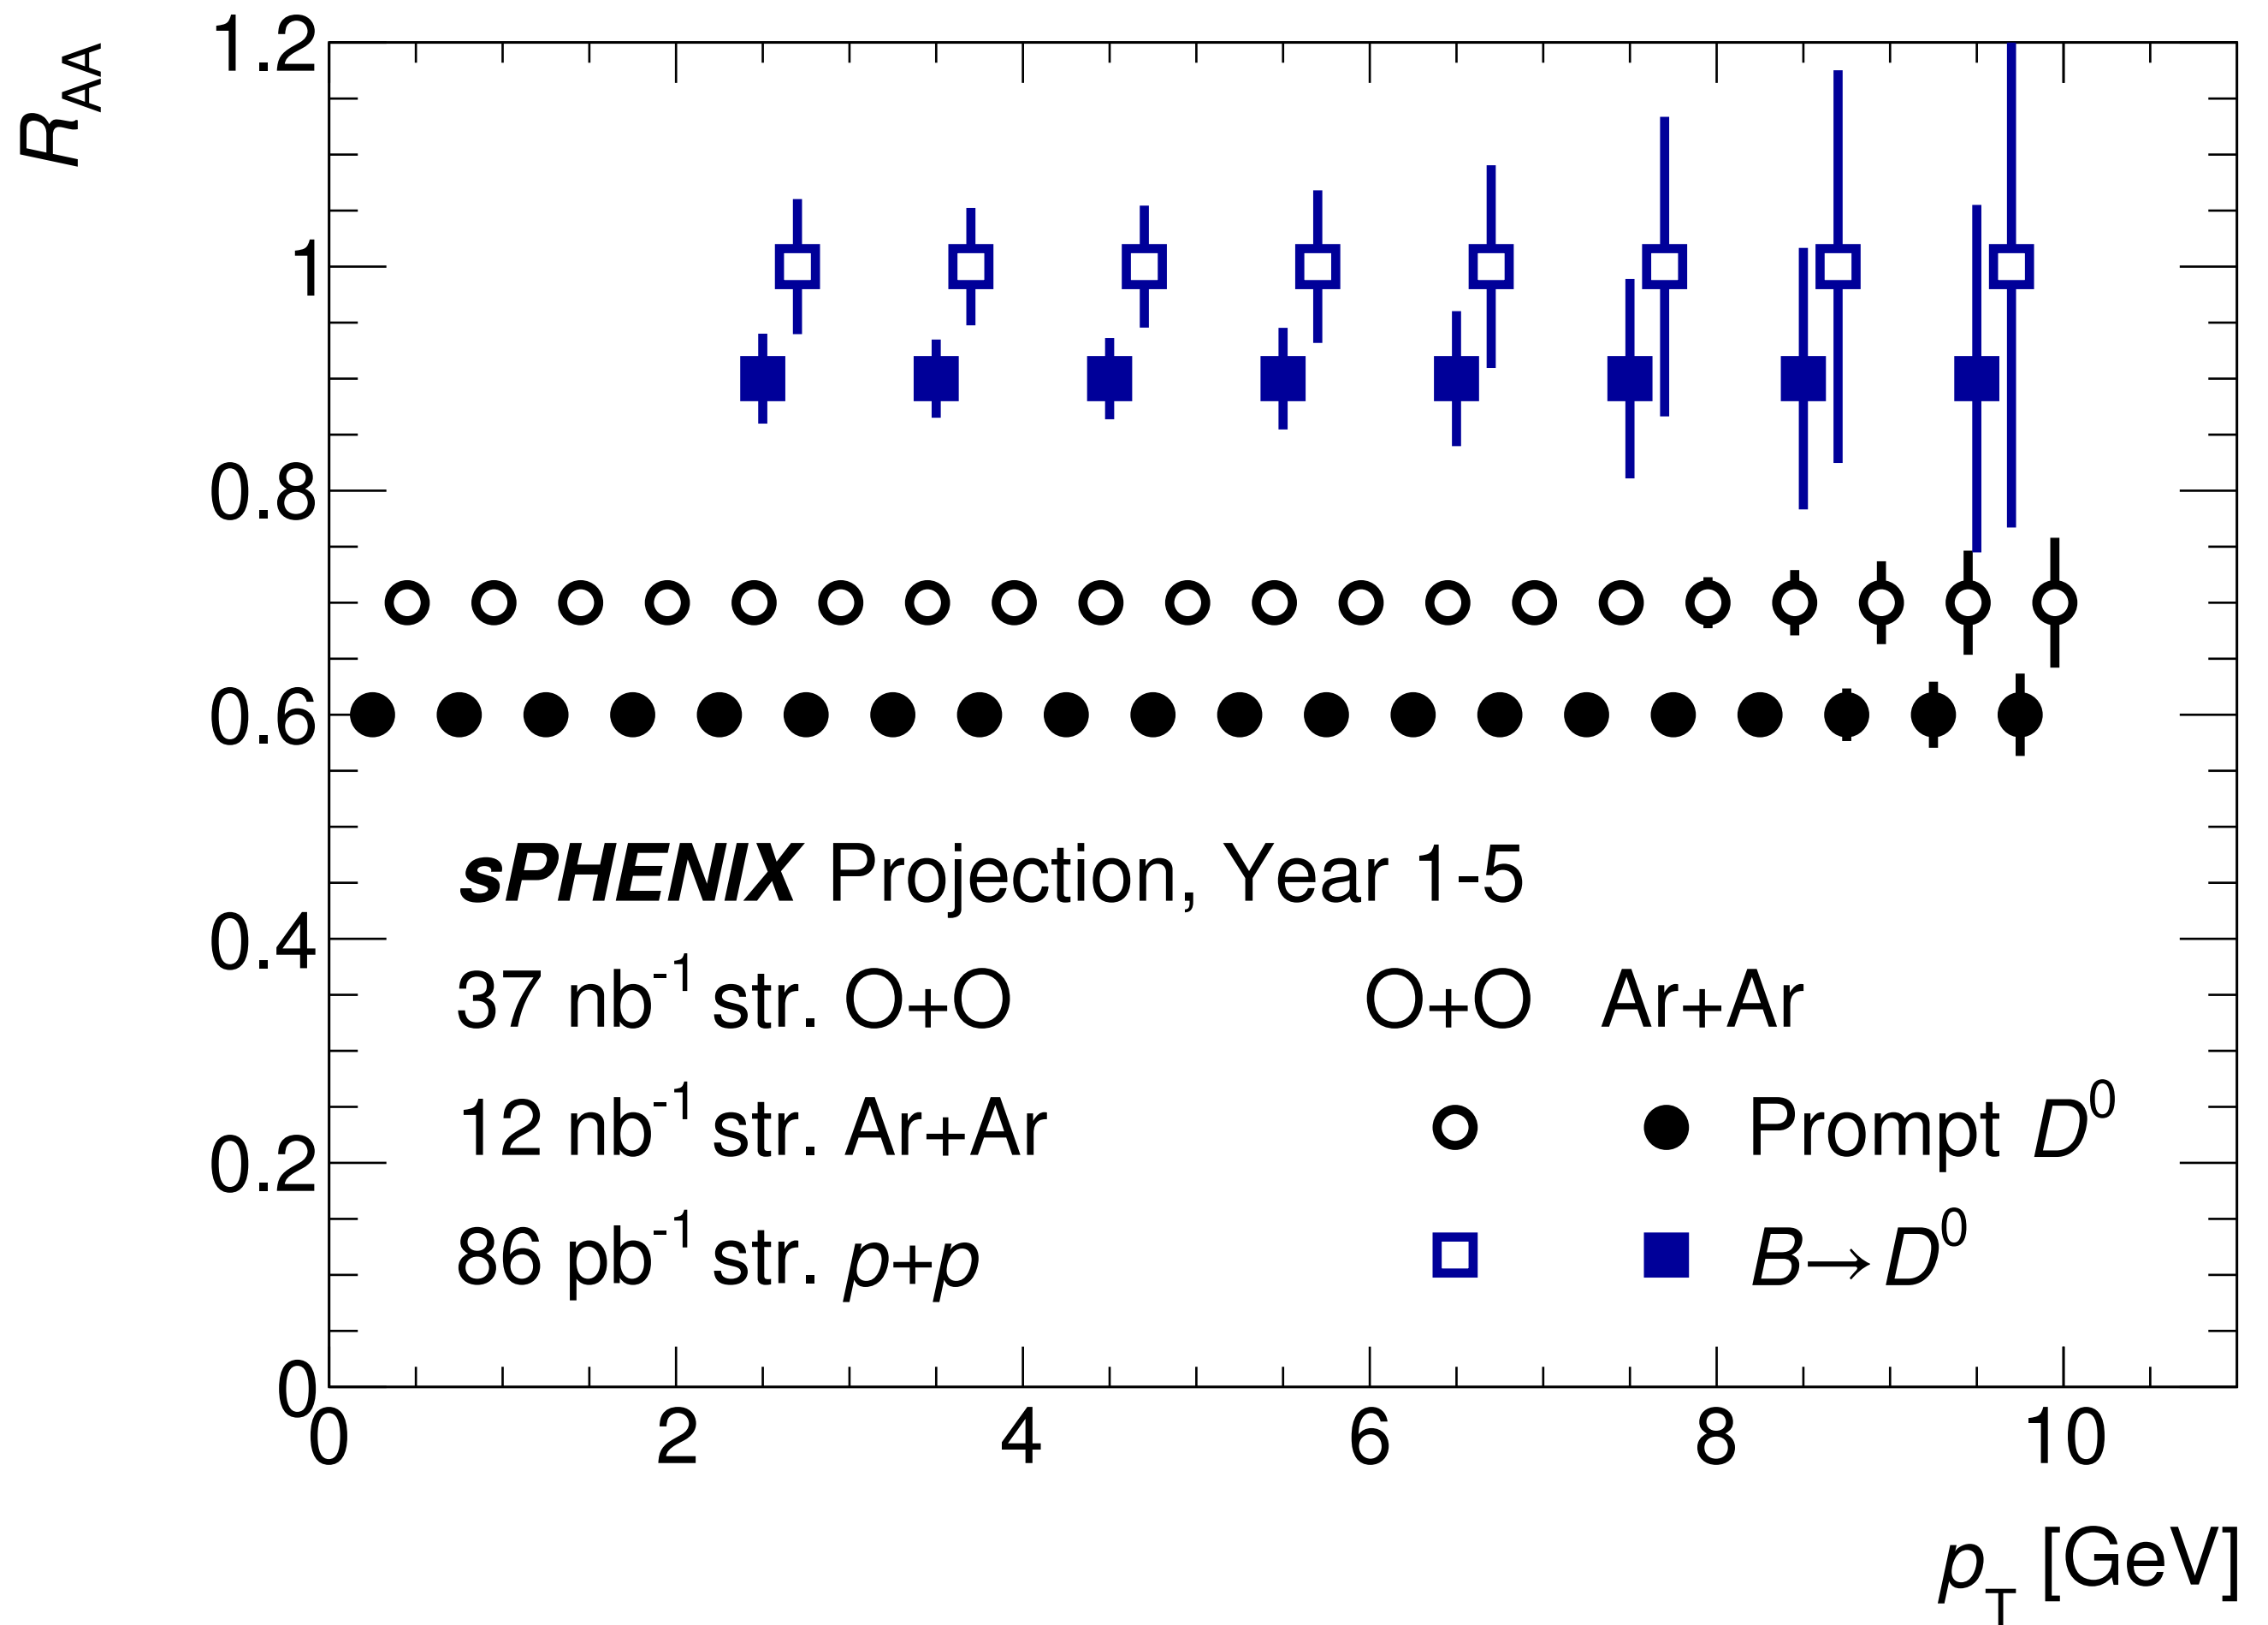 R_AA
1.2
1
0.8
0.6
0.4
0.2
0
sPHENIX Projection, Year 1-5
37 nb⁻¹ str. O+O
12 nb⁻¹ str. Ar+Ar
86 pb⁻¹ str. p+p
O+O Ar+Ar
Prompt D⁰
B→D⁰
0 2 4 6 8 10
p_T [GeV]